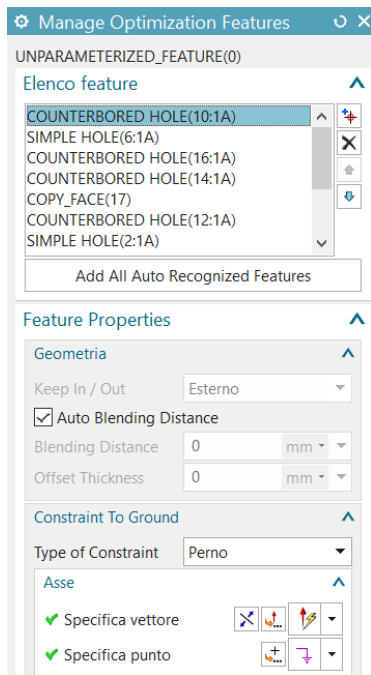 Manage Optimization Features
UNPARAMETERIZED_FEATURE(0)
Elenco feature
COUNTERBORED HOLE(10:1A)
SIMPLE HOLE(6:1A)
COUNTERBORED HOLE(16:1A)
COUNTERBORED HOLE(14:1A)
COPY_FACE(17)
COUNTERBORED HOLE(12:1A)
SIMPLE HOLE(2:1A)
Add All Auto Recognized Features
Feature Properties
Geometria
Keep In / Out Esterno
Auto Blending Distance
Blending Distance 0 mm
Offset Thickness 0 mm
Constraint To Ground
Type of Constraint Perno
Asse
Specifica vettore
Specifica punto